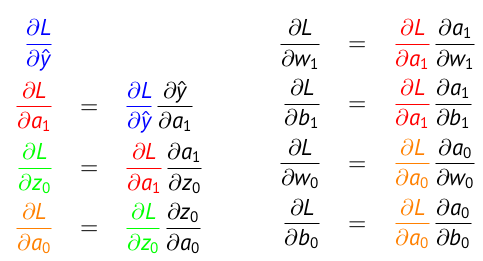 ∂L/∂ŷ
∂L/∂a₁ = ∂L/∂ŷ ∂ŷ/∂a₁
∂L/∂z₀ = ∂L/∂a₁ ∂a₁/∂z₀
∂L/∂a₀ = ∂L/∂z₀ ∂z₀/∂a₀
∂L/∂w₁ = ∂L/∂a₁ ∂a₁/∂w₁
∂L/∂b₁ = ∂L/∂a₁ ∂a₁/∂b₁
∂L/∂w₀ = ∂L/∂a₀ ∂a₀/∂w₀
∂L/∂b₀ = ∂L/∂a₀ ∂a₀/∂b₀